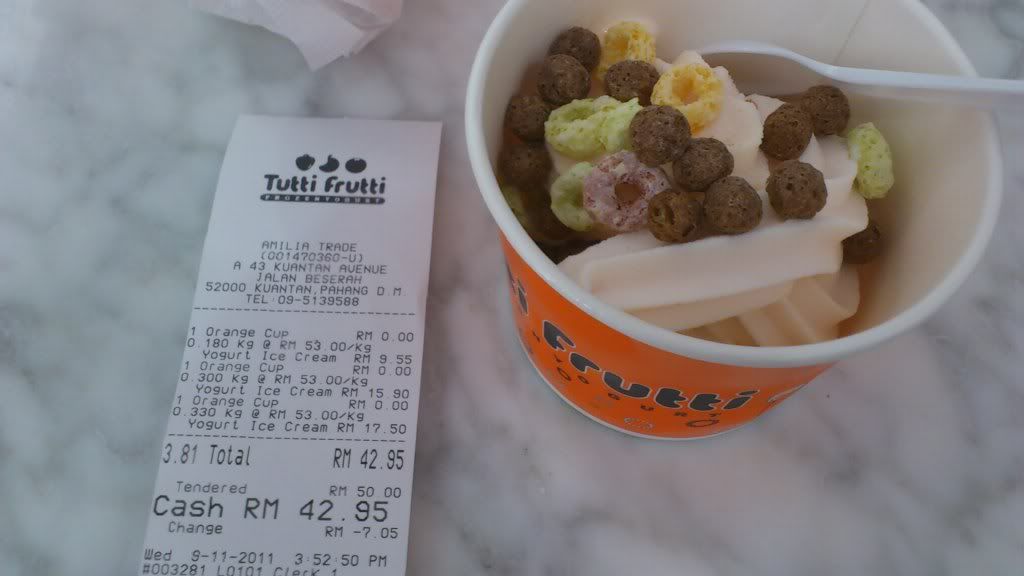 Tutti Frutti
FROZEN YOGURT
AMILIA TRADE
(001470360-U)
A 43 KUANTAN AVENUE
JALAN BESERAH
52000 KUANTAN,PAHANG D.M.
TEL:09-5139588
1 Orange Cup RM 0.00
0.180 Kg @ RM 53.00/Kg
Yogurt Ice Cream RM 9.55
1 Orange Cup RM 0.00
0.300 Kg @ RM 53.00/Kg
Yogurt Ice Cream RM 15.90
1 Orange Cup RM 0.00
0.330 Kg @ RM 53.00/Kg
Yogurt Ice Cream RM 17.50
3.81 Total RM 42.95
Tendered RM 50.00
Cash RM 42.95
Change RM -7.05
Wed 9-11-2011 3:52:50 PM
#003281 L0101 Clerk 1
Frutti